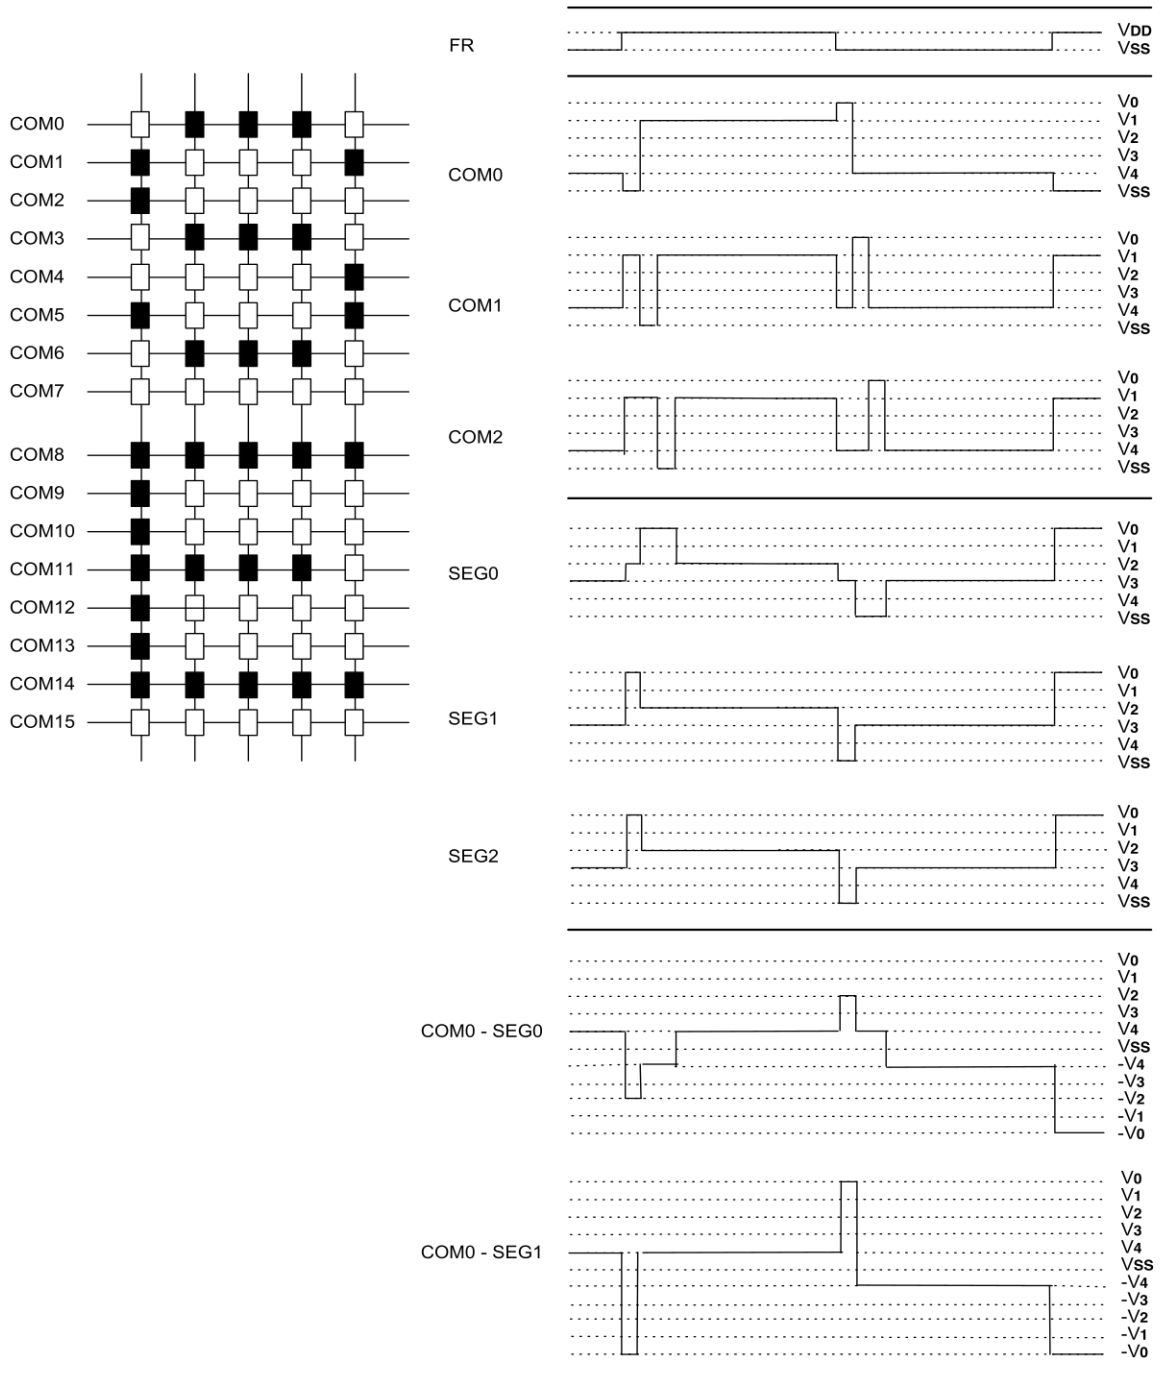 FR
VDD
VSS
COM0
COM1
COM2
COM3
COM4
COM5
COM6
COM7
COM8
COM9
COM10
COM11
COM12
COM13
COM14
COM15
COM0
V0
V1
V2
V3
V4
VSS
COM1
V0
V1
V2
V3
V4
VSS
COM2
V0
V1
V2
V3
V4
VSS
SEG0
V0
V1
V2
V3
V4
VSS
SEG1
V0
V1
V2
V3
V4
VSS
SEG2
V0
V1
V2
V3
V4
VSS
COM0 - SEG0
V0
V1
V2
V3
V4
VSS
-V4
-V3
-V2
-V1
-V0
COM0 - SEG1
V0
V1
V2
V3
V4
VSS
-V4
-V3
-V2
-V1
-V0